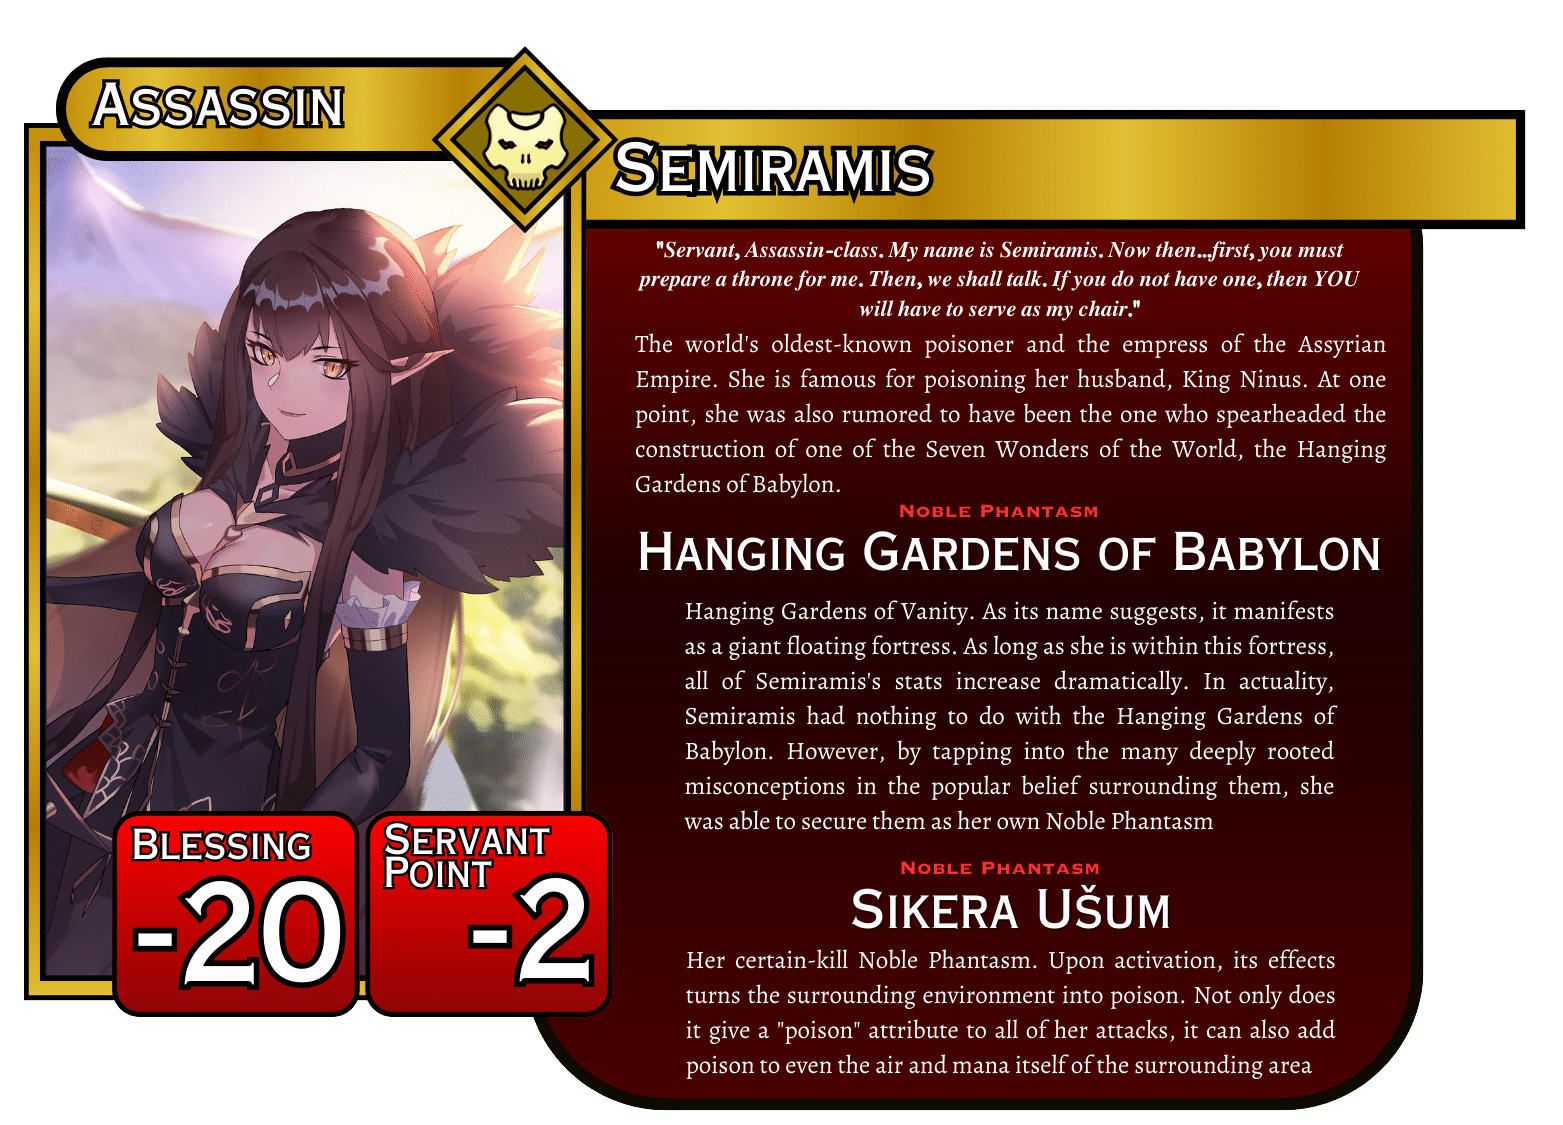 Assassin
Semiramis
"Servant, Assassin-class. My name is Semiramis. Now then...first, you must
prepare a throne for me. Then, we shall talk. If you do not have one, then YOU
will have to serve as my chair."
The world's oldest-known poisoner and the empress of the Assyrian
Empire. She is famous for poisoning her husband, King Ninus. At one
point, she was also rumored to have been the one who spearheaded the
construction of one of the Seven Wonders of the World, the Hanging
Gardens of Babylon.
Noble Phantasm
Hanging Gardens of Babylon
Hanging Gardens of Vanity. As its name suggests, it manifests
as a giant floating fortress. As long as she is within this fortress,
all of Semiramis's stats increase dramatically. In actuality,
Semiramis had nothing to do with the Hanging Gardens of
Babylon. However, by tapping into the many deeply rooted
misconceptions in the popular belief surrounding them, she
was able to secure them as her own Noble Phantasm
Noble Phantasm
Sikera Ušum
Her certain-kill Noble Phantasm. Upon activation, its effects
turns the surrounding environment into poison. Not only does
it give a "poison" attribute to all of her attacks, it can also add
poison to even the air and mana itself of the surrounding area
Blessing
-20
Servant
Point
-2